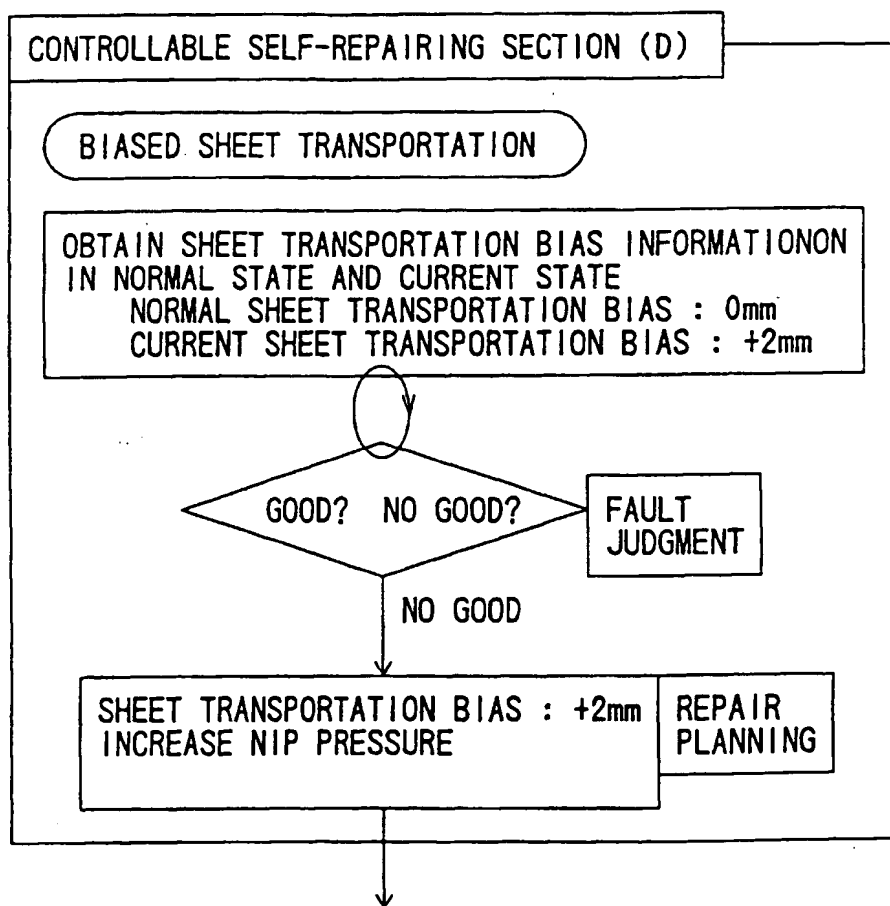 CONTROLLABLE SELF-REPAIRING SECTION (D)
BIASED SHEET TRANSPORTATION
OBTAIN SHEET TRANSPORTATION BIAS INFORMATIONON
IN NORMAL STATE AND CURRENT STATE
NORMAL SHEET TRANSPORTATION BIAS : 0mm
CURRENT SHEET TRANSPORTATION BIAS : +2mm
GOOD? NO GOOD?
FAULT
JUDGMENT
NO GOOD
SHEET TRANSPORTATION BIAS : +2mm
INCREASE NIP PRESSURE
REPAIR
PLANNING